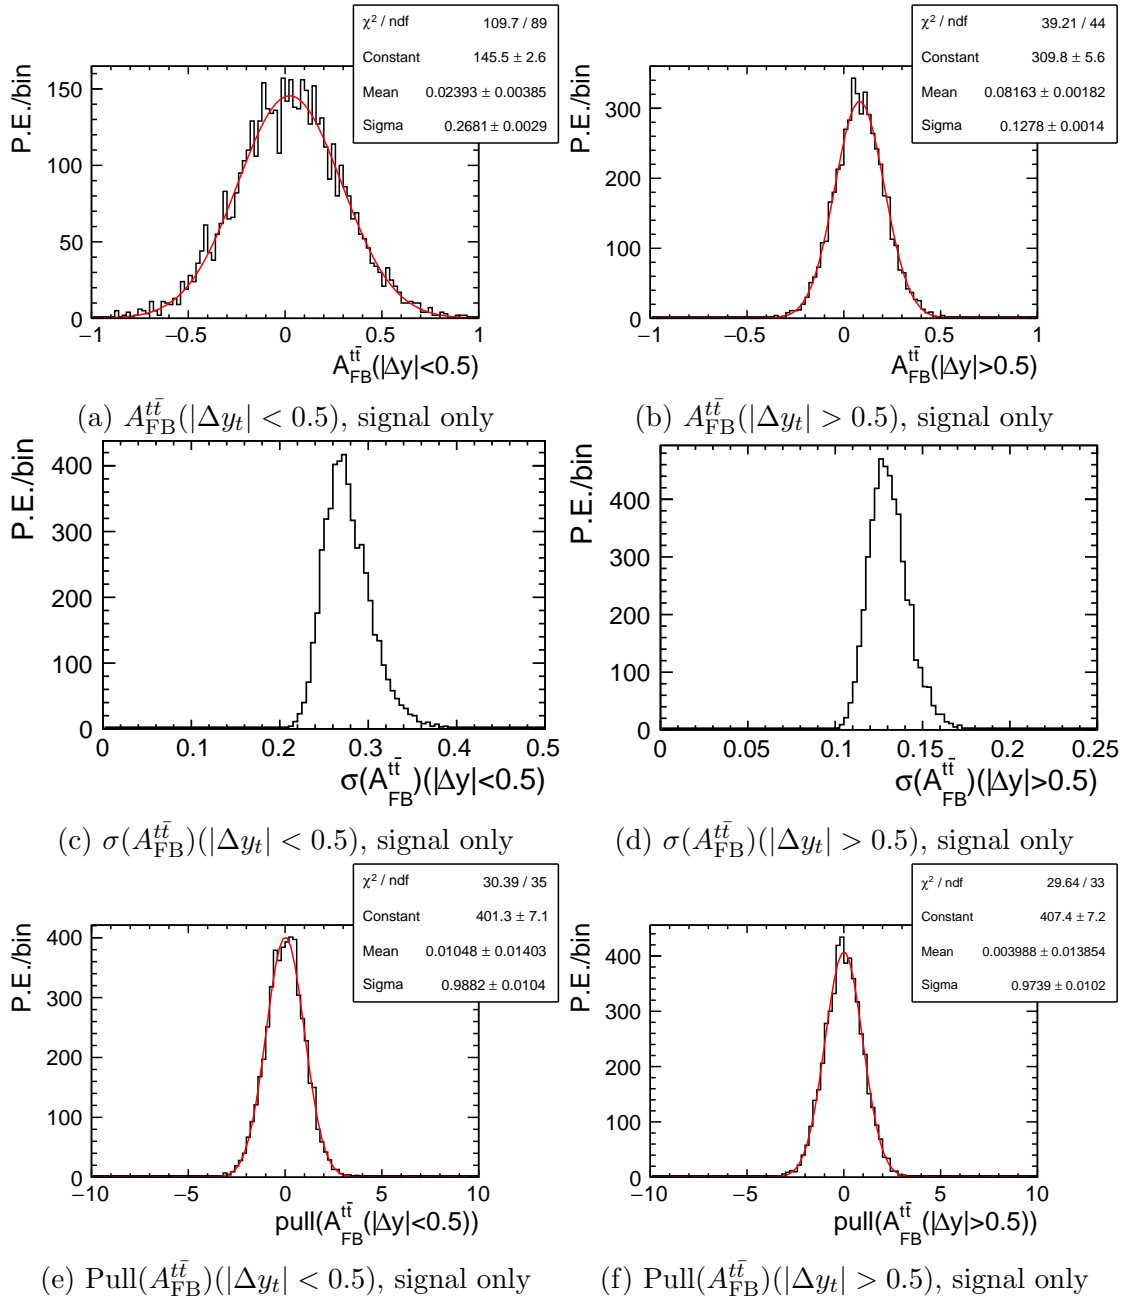 χ² / ndf 109.7 / 89
Constant 145.5 ± 2.6
Mean 0.02393 ± 0.00385
Sigma 0.2681 ± 0.0029
P.E./bin
150
100
50
0
−1 −0.5 0 0.5 1
A_FB^{tt̄}(|Δy|<0.5)
(a) A_FB^{tt̄}(|Δy_t| < 0.5), signal only
χ² / ndf 39.21 / 44
Constant 309.8 ± 5.6
Mean 0.08163 ± 0.00182
Sigma 0.1278 ± 0.0014
P.E./bin
300
200
100
0
−1 −0.5 0 0.5 1
A_FB^{tt̄}(|Δy|>0.5)
(b) A_FB^{tt̄}(|Δy_t| > 0.5), signal only
P.E./bin
400
300
200
100
0
0 0.1 0.2 0.3 0.4 0.5
σ(A_FB^{tt̄})(|Δy|<0.5)
(c) σ(A_FB^{tt̄})(|Δy_t| < 0.5), signal only
P.E./bin
400
300
200
100
0
0 0.05 0.1 0.15 0.2 0.25
σ(A_FB^{tt̄})(|Δy|>0.5)
(d) σ(A_FB^{tt̄})(|Δy_t| > 0.5), signal only
χ² / ndf 30.39 / 35
Constant 401.3 ± 7.1
Mean 0.01048 ± 0.01403
Sigma 0.9882 ± 0.0104
P.E./bin
400
300
200
100
0
−10 −5 0 5 10
pull(A_FB^{tt̄}(|Δy|<0.5))
(e) Pull(A_FB^{tt̄})(|Δy_t| < 0.5), signal only
χ² / ndf 29.64 / 33
Constant 407.4 ± 7.2
Mean 0.003988 ± 0.013854
Sigma 0.9739 ± 0.0102
P.E./bin
400
300
200
100
0
−10 −5 0 5 10
pull(A_FB^{tt̄}(|Δy|>0.5))
(f) Pull(A_FB^{tt̄})(|Δy_t| > 0.5), signal only